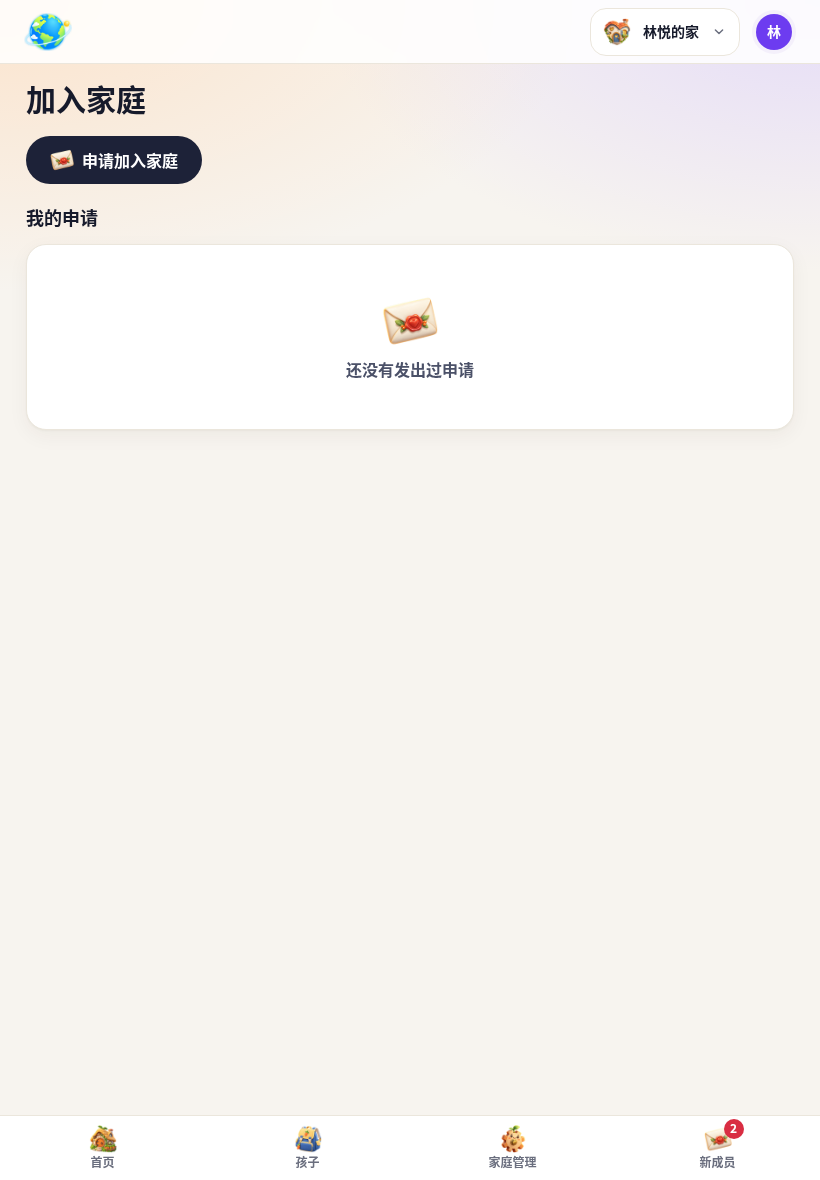 林悦的家
林
加入家庭
申请加入家庭
我的申请
还没有发出过申请
首页
孩子
家庭管理
2
新成员